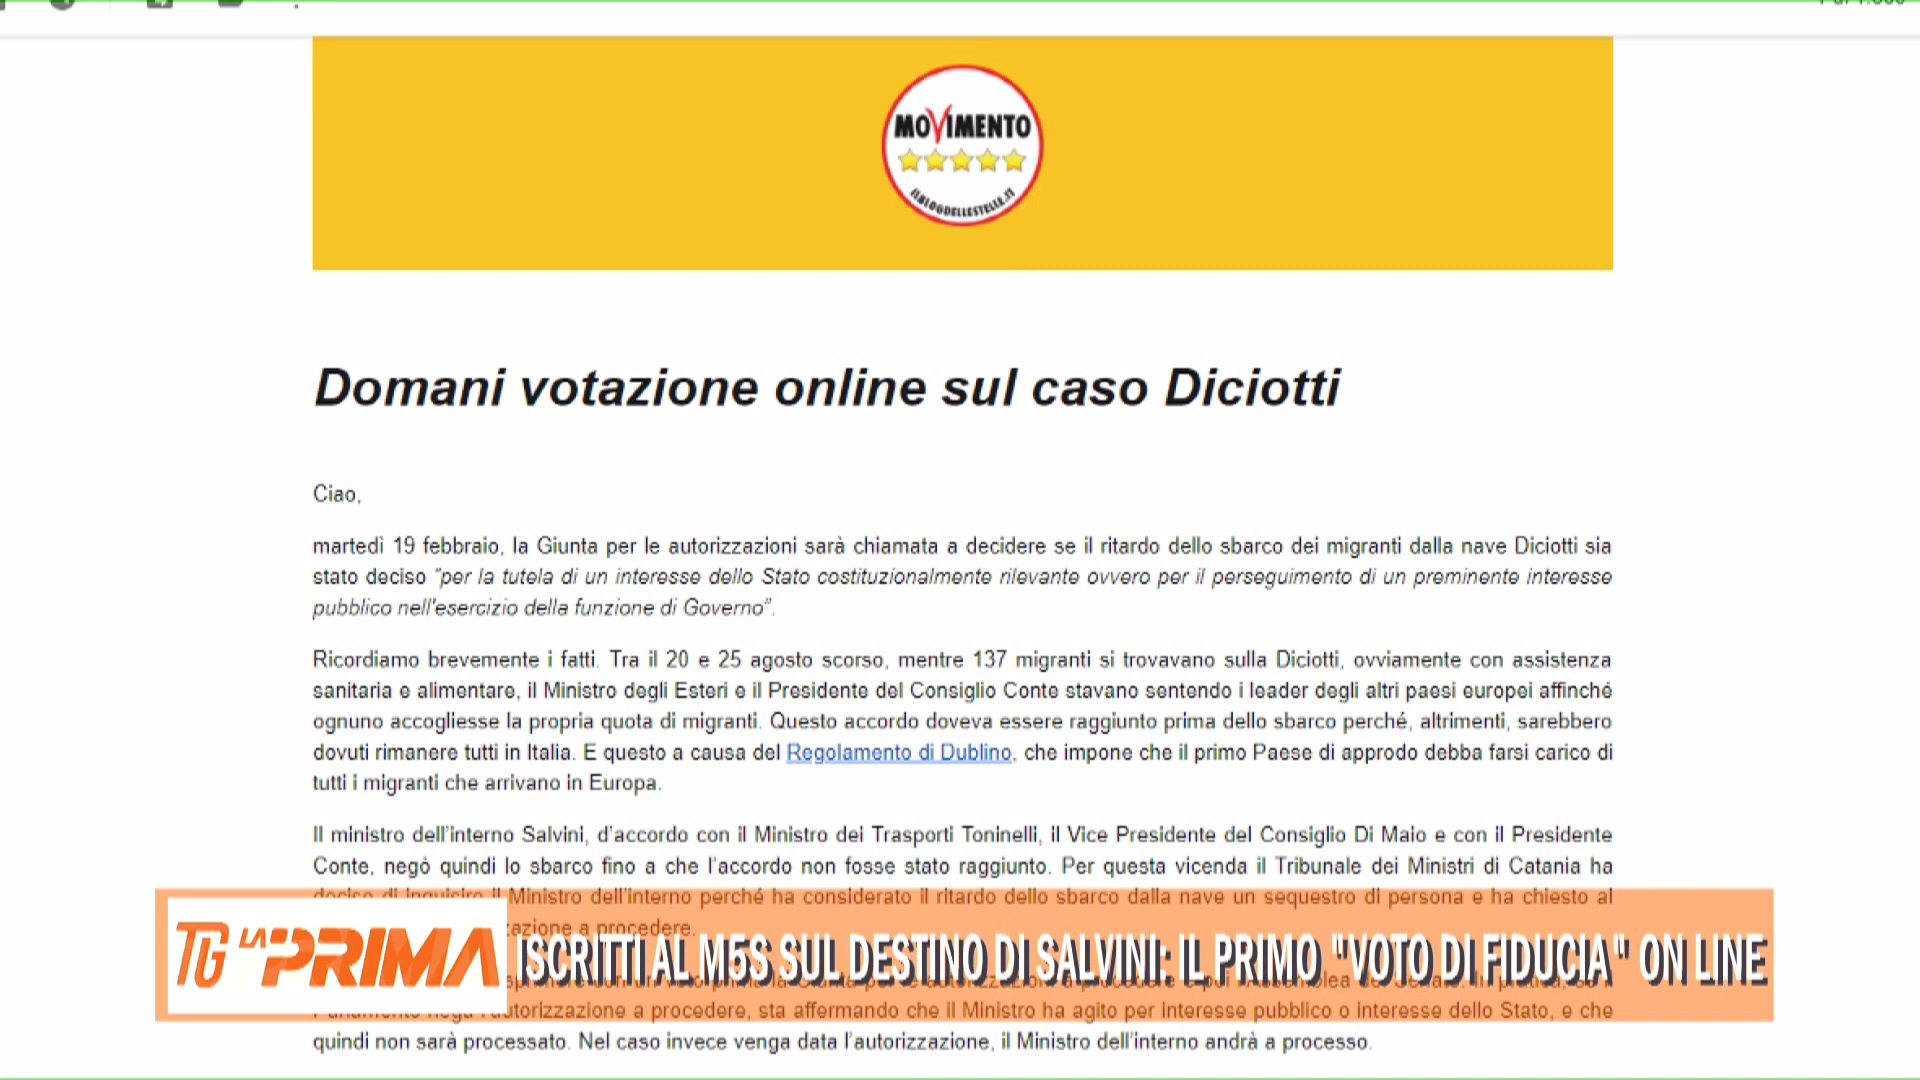 MOVIMENTO
ILBLOGDELLESTELLE.IT
Domani votazione online sul caso Diciotti
Ciao,
martedì 19 febbraio, la Giunta per le autorizzazioni sarà chiamata a decidere se il ritardo dello sbarco dei migranti dalla nave Diciotti sia
stato deciso “per la tutela di un interesse dello Stato costituzionalmente rilevante ovvero per il perseguimento di un preminente interesse
pubblico nell'esercizio della funzione di Governo”.
Ricordiamo brevemente i fatti. Tra il 20 e 25 agosto scorso, mentre 137 migranti si trovavano sulla Diciotti, ovviamente con assistenza
sanitaria e alimentare, il Ministro degli Esteri e il Presidente del Consiglio Conte stavano sentendo i leader degli altri paesi europei affinché
ognuno accogliesse la propria quota di migranti. Questo accordo doveva essere raggiunto prima dello sbarco perché, altrimenti, sarebbero
dovuti rimanere tutti in Italia. E questo a causa del Regolamento di Dublino, che impone che il primo Paese di approdo debba farsi carico di
tutti i migranti che arrivano in Europa.
Il ministro dell’interno Salvini, d’accordo con il Ministro dei Trasporti Toninelli, il Vice Presidente del Consiglio Di Maio e con il Presidente
Conte, negò quindi lo sbarco fino a che l’accordo non fosse stato raggiunto. Per questa vicenda il Tribunale dei Ministri di Catania ha
deciso di inquisire il Ministro dell’interno perché ha considerato il ritardo dello sbarco dalla nave un sequestro di persona e ha chiesto al
a procedere.
TG LA PRIMA ISCRITTI AL M5S SUL DESTINO DI SALVINI: IL PRIMO "VOTO DI FIDUCIA" ON LINE
autorizzazione a procedere, sta affermando che il Ministro ha agito per interesse pubblico o interesse dello Stato, e che
quindi non sarà processato. Nel caso invece venga data l’autorizzazione, il Ministro dell’interno andrà a processo.